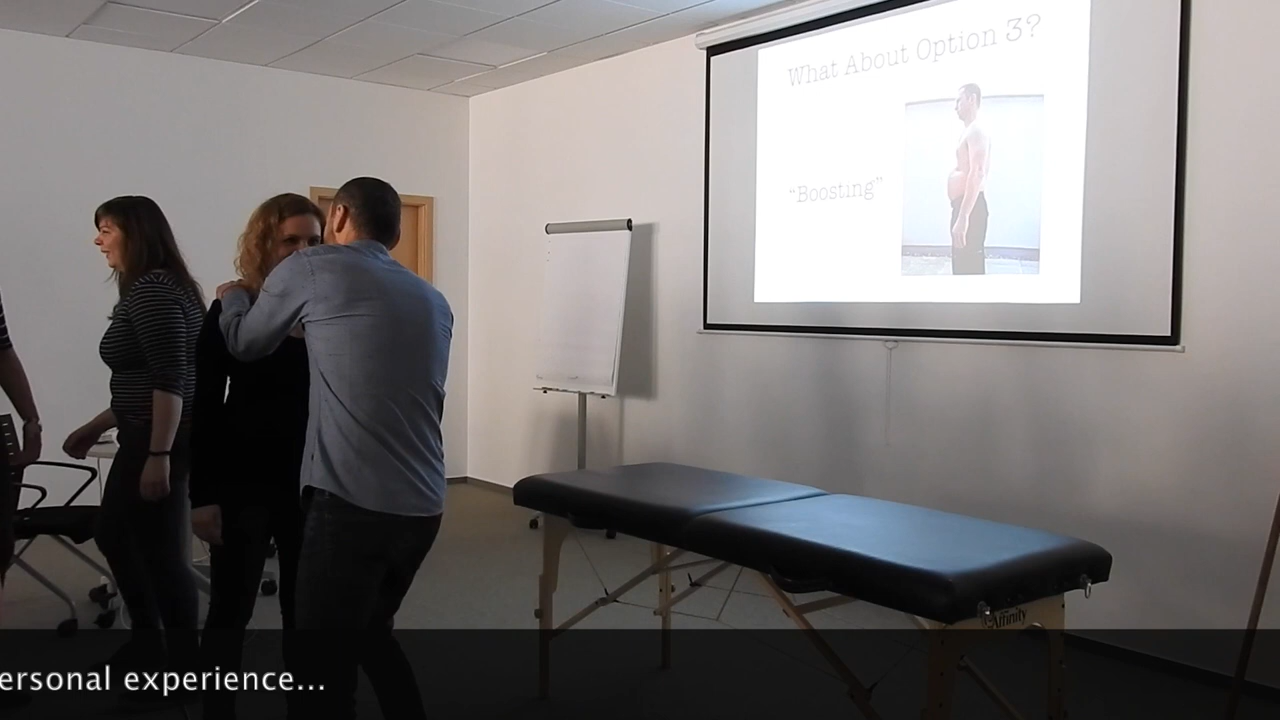 What About Option 3?
“Boosting”
Affinity
ersonal experience...